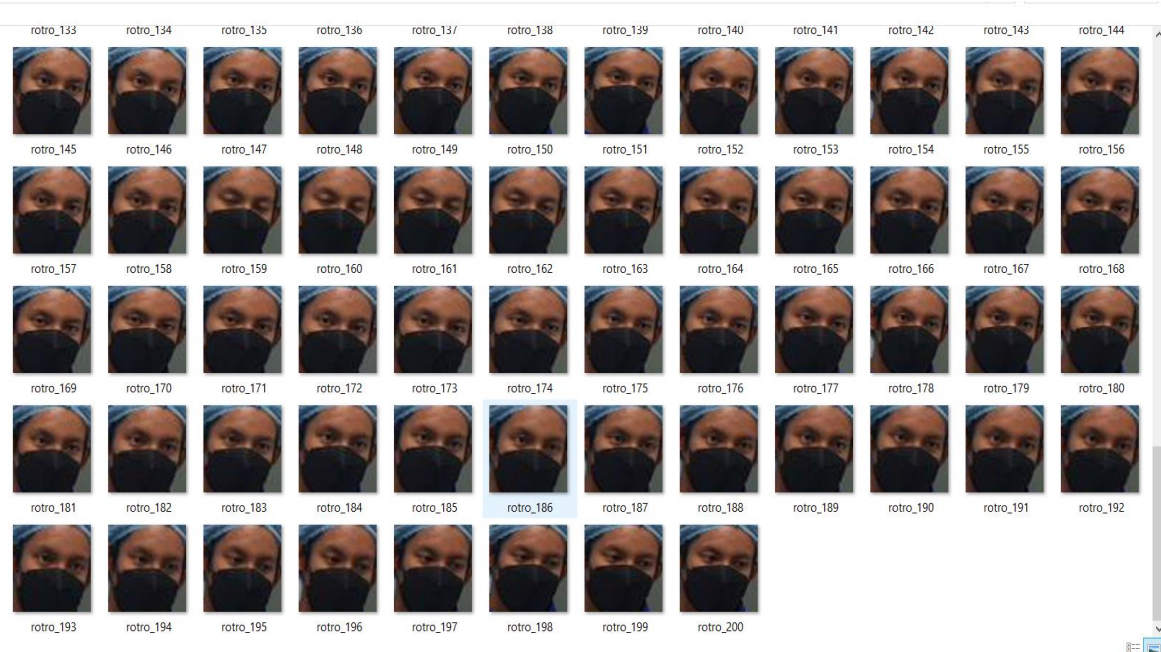 rotro_133 rotro_134 rotro_135 rotro_136 rotro_137 rotro_138 rotro_139 rotro_140 rotro_141 rotro_142 rotro_143 rotro_144
rotro_145 rotro_146 rotro_147 rotro_148 rotro_149 rotro_150 rotro_151 rotro_152 rotro_153 rotro_154 rotro_155 rotro_156
rotro_157 rotro_158 rotro_159 rotro_160 rotro_161 rotro_162 rotro_163 rotro_164 rotro_165 rotro_166 rotro_167 rotro_168
rotro_169 rotro_170 rotro_171 rotro_172 rotro_173 rotro_174 rotro_175 rotro_176 rotro_177 rotro_178 rotro_179 rotro_180
rotro_181 rotro_182 rotro_183 rotro_184 rotro_185 rotro_186 rotro_187 rotro_188 rotro_189 rotro_190 rotro_191 rotro_192
rotro_193 rotro_194 rotro_195 rotro_196 rotro_197 rotro_198 rotro_199 rotro_200